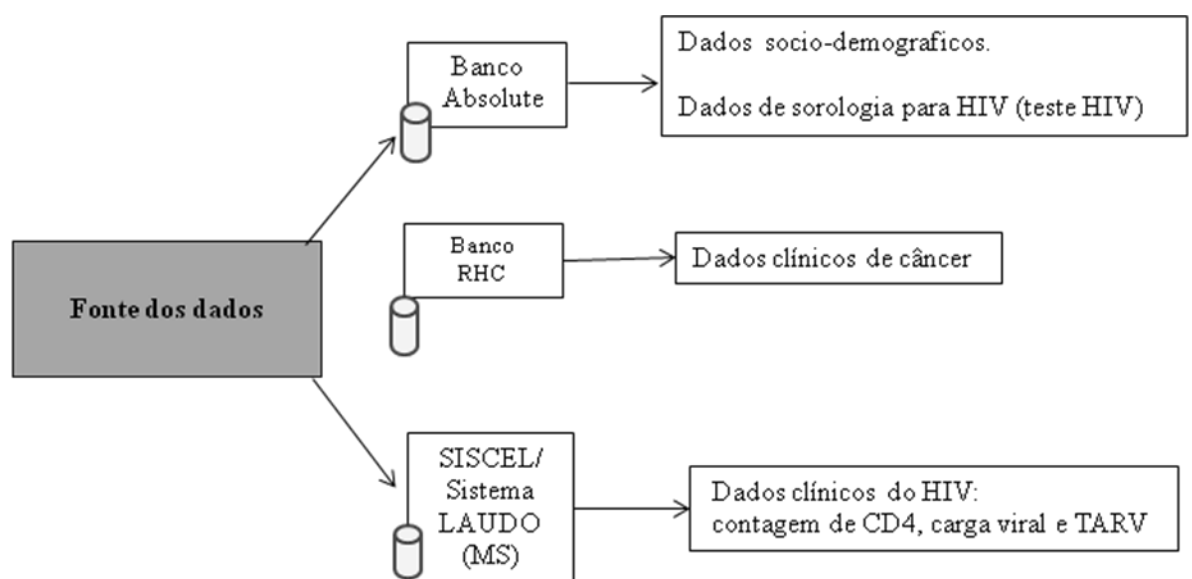 Fonte dos dados
Banco
Absolute
Dados socio-demograficos.
Dados de sorologia para HIV (teste HIV)
Banco
RHC
Dados clínicos de câncer
SISCEL/
Sistema
LAUDO
(MS)
Dados clínicos do HIV:
contagem de CD4, carga viral e TARV